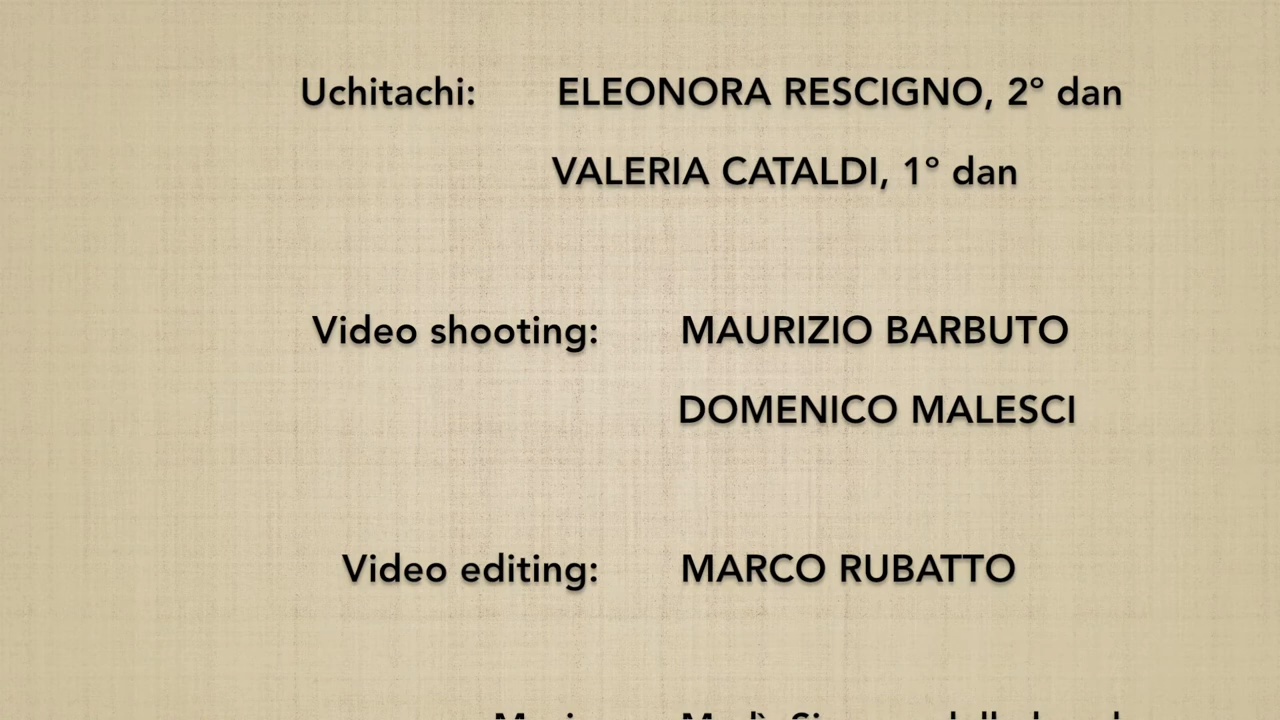 Uchitachi: ELEONORA RESCIGNO, 2° dan
VALERIA CATALDI, 1° dan
Video shooting: MAURIZIO BARBUTO
DOMENICO MALESCI
Video editing: MARCO RUBATTO